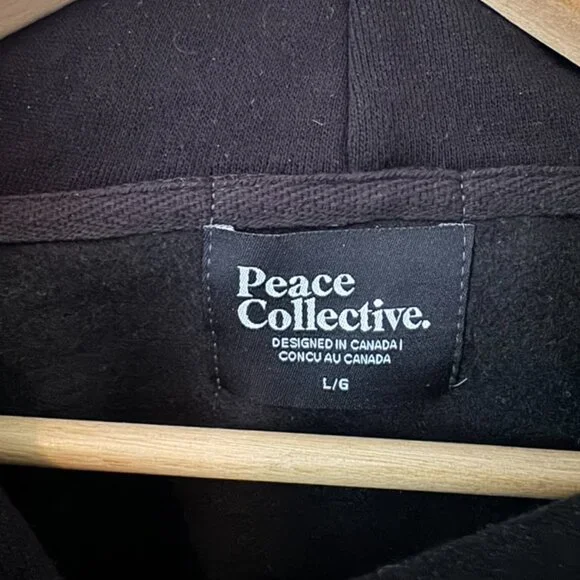 Peace
Collective.
DESIGNED IN CANADA |
CONCU AU CANADA
L/G